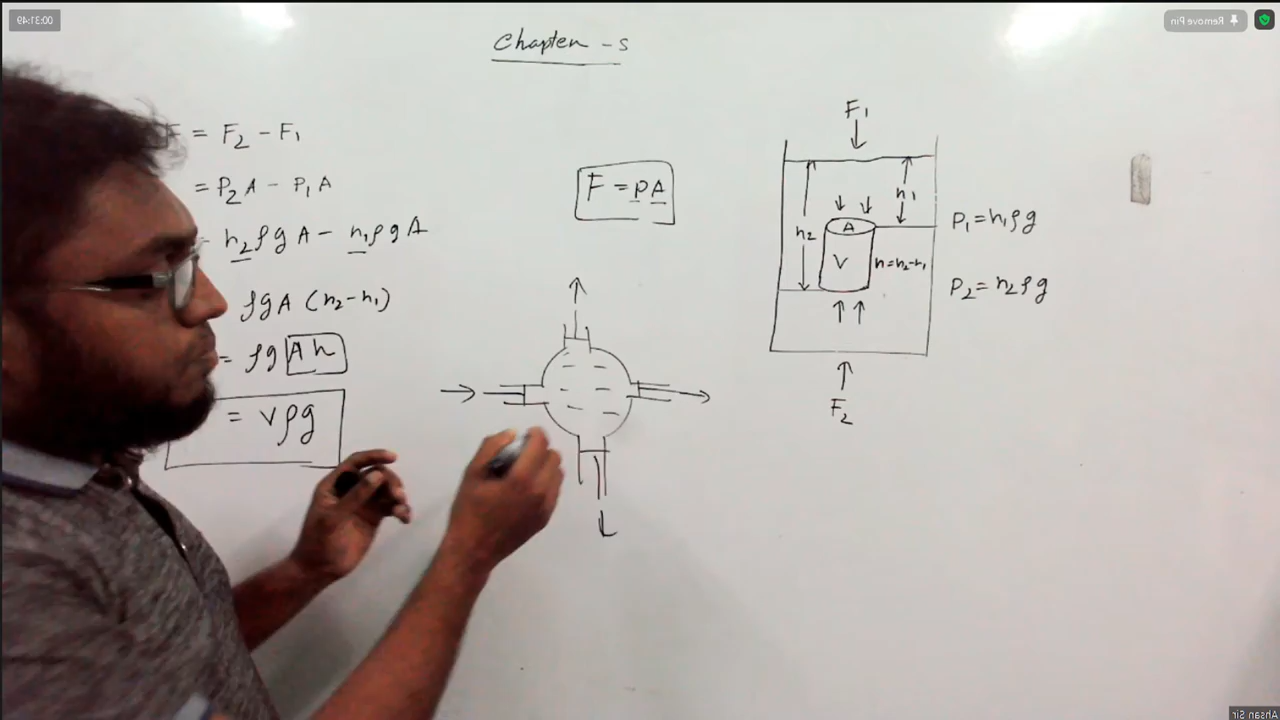 00:31:49
Remove Pin
Chapter - 5
F = F₂ - F₁
= P₂A - P₁A
= h₂ρgA - h₁ρgA
ρgA (h₂-h₁)
= ρg Ah
= Vρg
F = PA
F₁
h₁
h₂
A
V
h=h₂-h₁
F₂
P₁ = h₁ρg
P₂ = h₂ρg
Ahsan Sir